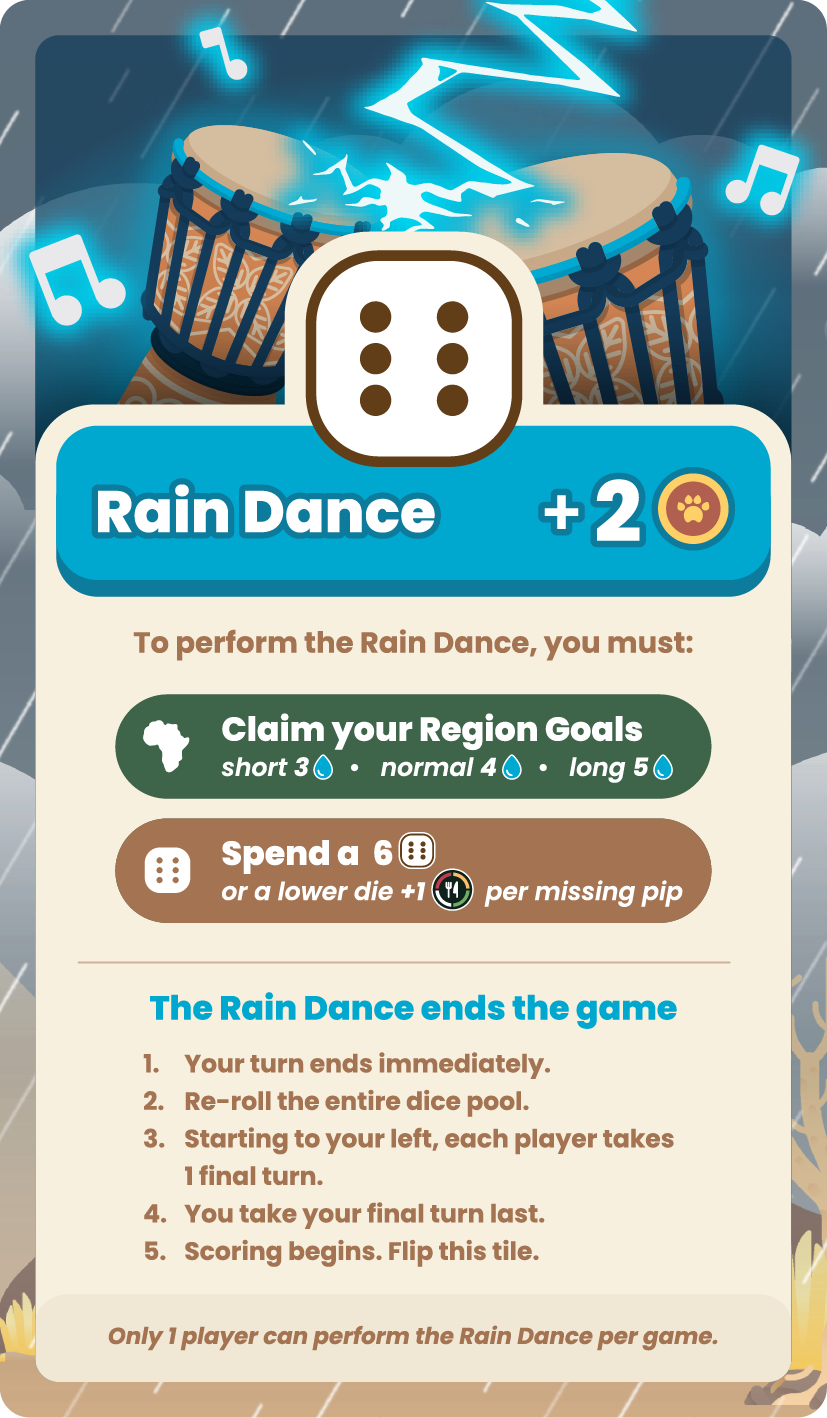 Rain Dance +2
To perform the Rain Dance, you must:
Claim your Region Goals
short 3 • normal 4 • long 5
Spend a 6
or a lower die +1 per missing pip
The Rain Dance ends the game
1. Your turn ends immediately.
2. Re-roll the entire dice pool.
3. Starting to your left, each player takes
1 final turn.
4. You take your final turn last.
5. Scoring begins. Flip this tile.
Only 1 player can perform the Rain Dance per game.